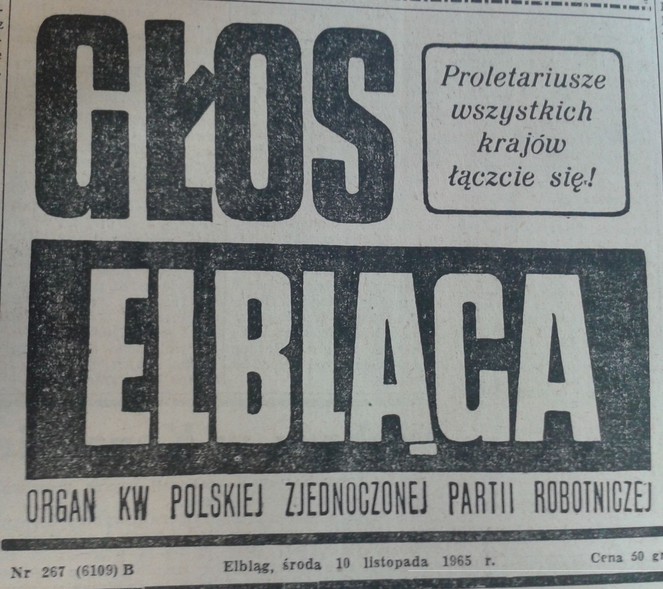 GŁOS
Proletariusze
wszystkich
krajów
łączcie się!
ELBLĄGA
ORGAN KW POLSKIEJ ZJEDNOCZONEJ PARTII ROBOTNICZEJ
Nr 267 (6109) B Elbląg, środa 10 listopada 1965 r. Cena 50 gr